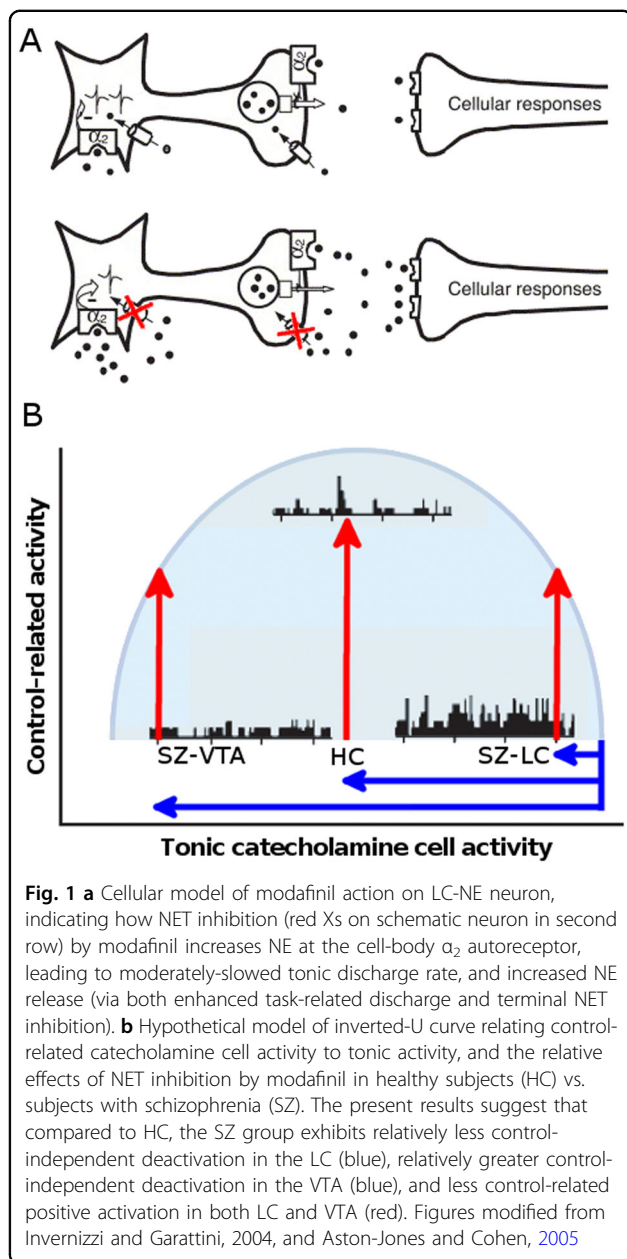 A
α2
Cellular responses
α2
α2
Cellular responses
α2
B
Control-related activity
SZ-VTA HC SZ-LC
Tonic catecholamine cell activity
Fig. 1 a Cellular model of modafinil action on LC-NE neuron,
indicating how NET inhibition (red Xs on schematic neuron in second
row) by modafinil increases NE at the cell-body α2 autoreceptor,
leading to moderately-slowed tonic discharge rate, and increased NE
release (via both enhanced task-related discharge and terminal NET
inhibition). b Hypothetical model of inverted-U curve relating control-
related catecholamine cell activity to tonic activity, and the relative
effects of NET inhibition by modafinil in healthy subjects (HC) vs.
subjects with schizophrenia (SZ). The present results suggest that
compared to HC, the SZ group exhibits relatively less control-
independent deactivation in the LC (blue), relatively greater control-
independent deactivation in the VTA (blue), and less control-related
positive activation in both LC and VTA (red). Figures modified from
Invernizzi and Garattini, 2004, and Aston-Jones and Cohen, 2005